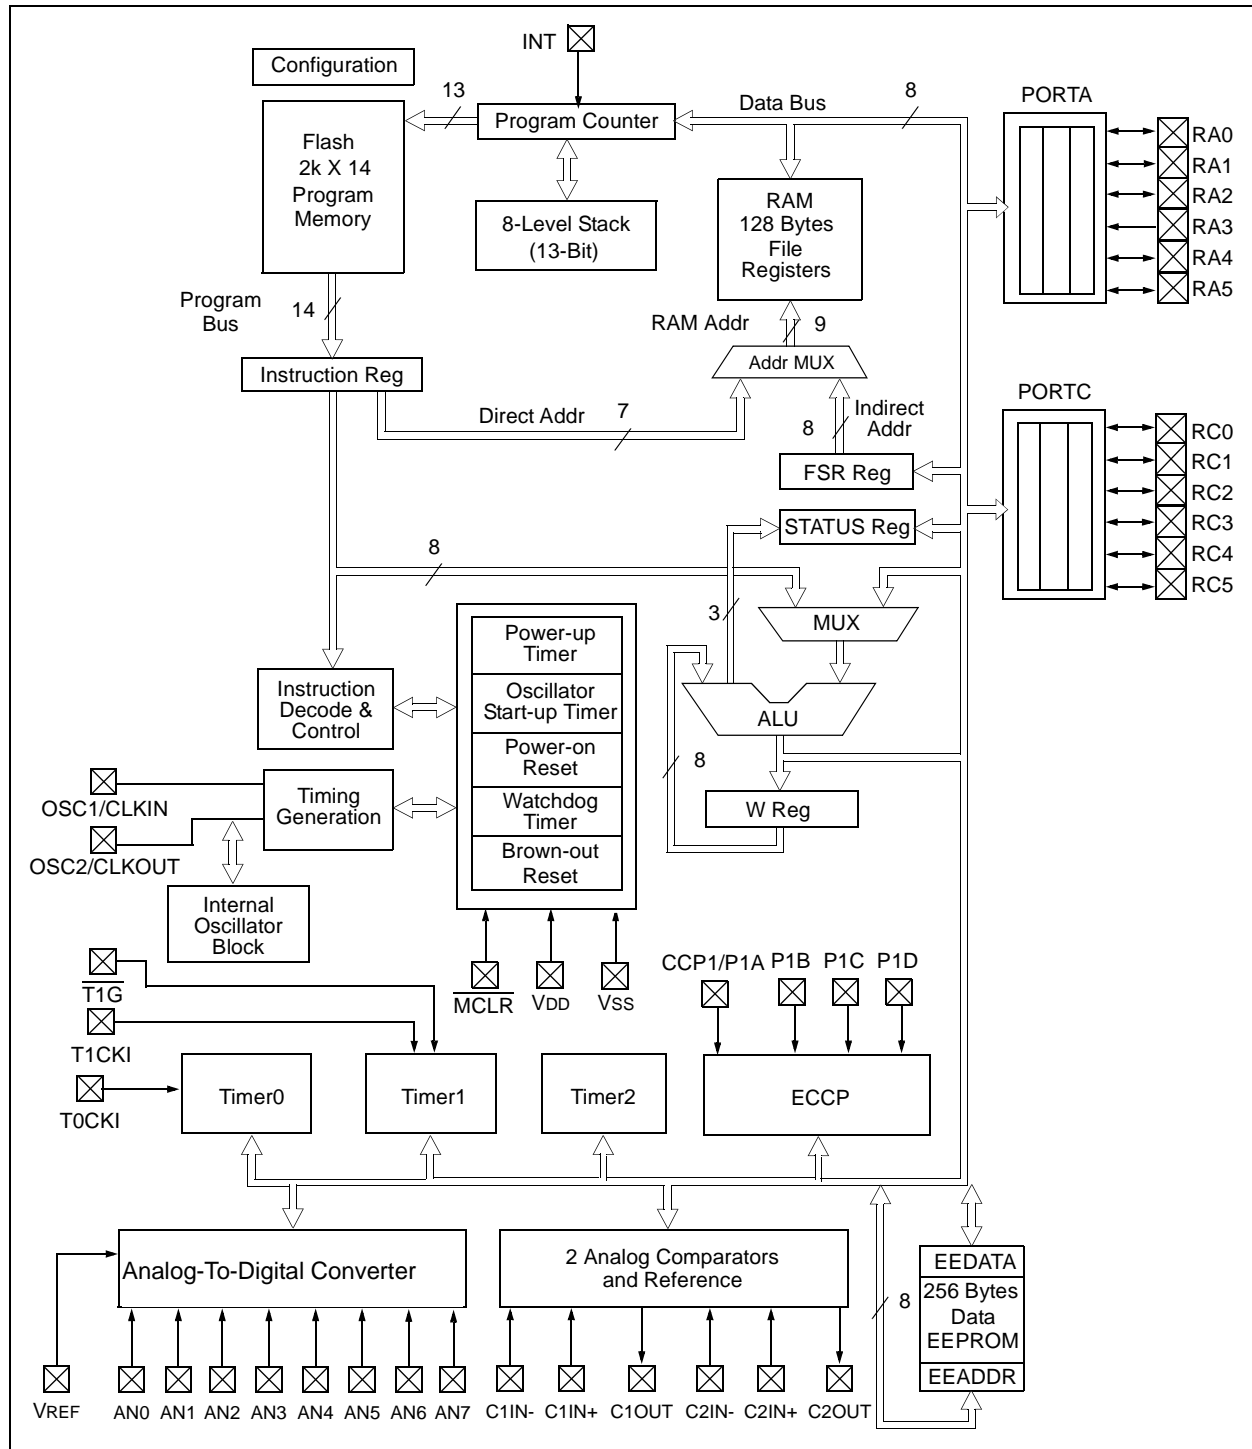 INT
Configuration
13
Program Counter
Data Bus
8
PORTA
Flash
2k X 14
Program
Memory
8-Level Stack
(13-Bit)
RAM
128 Bytes
File
Registers
RA0
RA1
RA2
RA3
RA4
RA5
Program
Bus
14
RAM Addr
9
Addr MUX
Instruction Reg
Direct Addr
7
8
Indirect
Addr
FSR Reg
STATUS Reg
PORTC
RC0
RC1
RC2
RC3
RC4
RC5
8
3
MUX
ALU
8
W Reg
Instruction
Decode &
Control
Power-up
Timer
Oscillator
Start-up Timer
Power-on
Reset
Watchdog
Timer
Brown-out
Reset
OSC1/CLKIN
Timing
Generation
OSC2/CLKOUT
Internal
Oscillator
Block
MCLR
VDD
VSS
CCP1/P1A
P1B
P1C
P1D
T1G
T1CKI
T0CKI
Timer0
Timer1
Timer2
ECCP
Analog-To-Digital Converter
2 Analog Comparators
and Reference
8
EEDATA
256 Bytes
Data
EEPROM
EEADDR
VREF
AN0
AN1
AN2
AN3
AN4
AN5
AN6
AN7
C1IN-
C1IN+
C1OUT
C2IN-
C2IN+
C2OUT